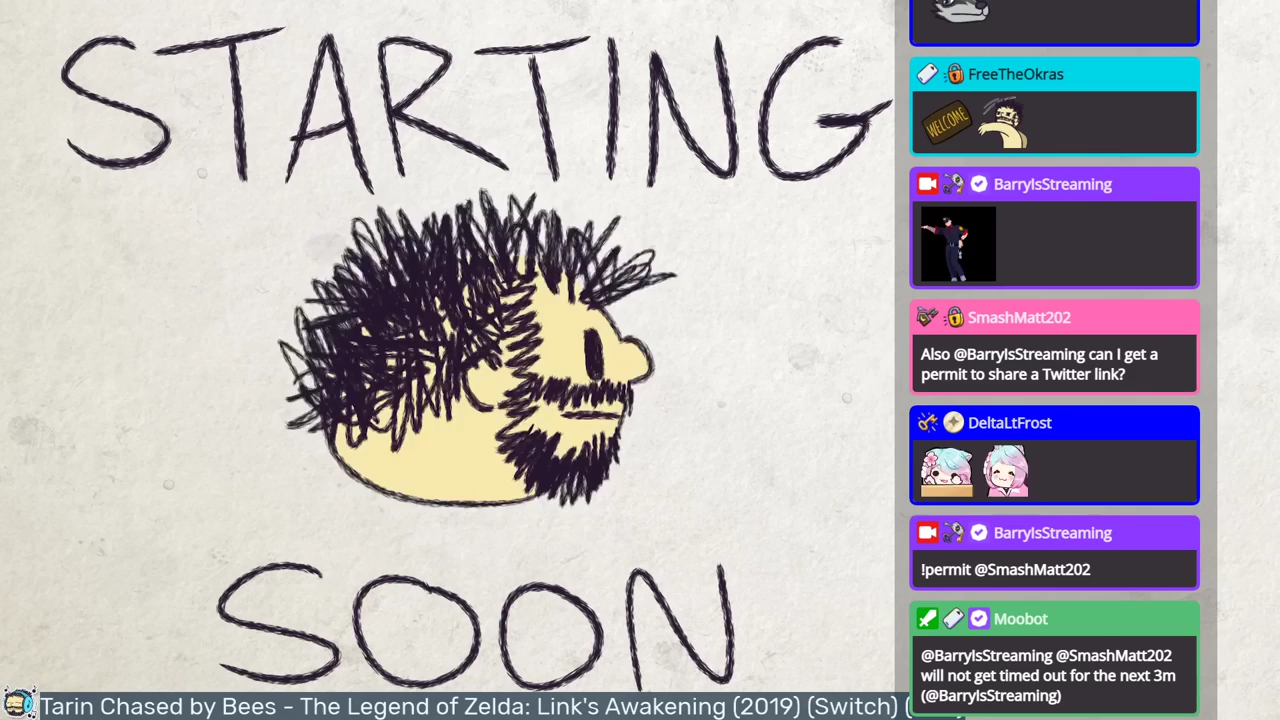 STARTING
SOON
FreeTheOkras
WELCOME
BarryIsStreaming
SmashMatt202
Also @BarryIsStreaming can I get a
permit to share a Twitter link?
DeltaLtFrost
BarryIsStreaming
!permit @SmashMatt202
Moobot
@BarryIsStreaming @SmashMatt202
will not get timed out for the next 3m
(@BarryIsStreaming)
Tarin Chased by Bees - The Legend of Zelda: Link's Awakening (2019) (Switch) (